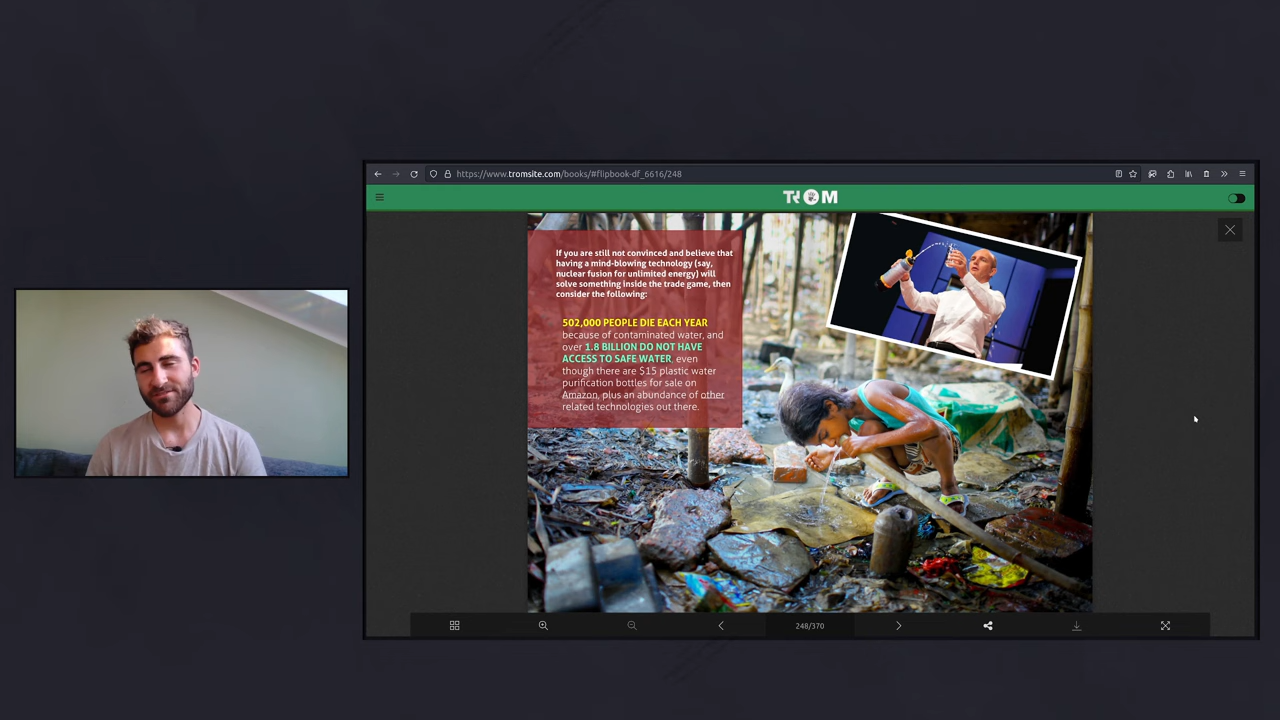 https://www.tromsite.com/books/#flipbook-df_6616/248
TROM
If you are still not convinced and believe that
having a mind-blowing technology (say,
nuclear fusion for unlimited energy) will
solve something inside the trade game, then
consider the following:
502,000 PEOPLE DIE EACH YEAR
because of contaminated water, and
over 1.8 BILLION DO NOT HAVE
ACCESS TO SAFE WATER, even
though there are $15 plastic water
purification bottles for sale on
Amazon, plus an abundance of other
related technologies out there.
248/370